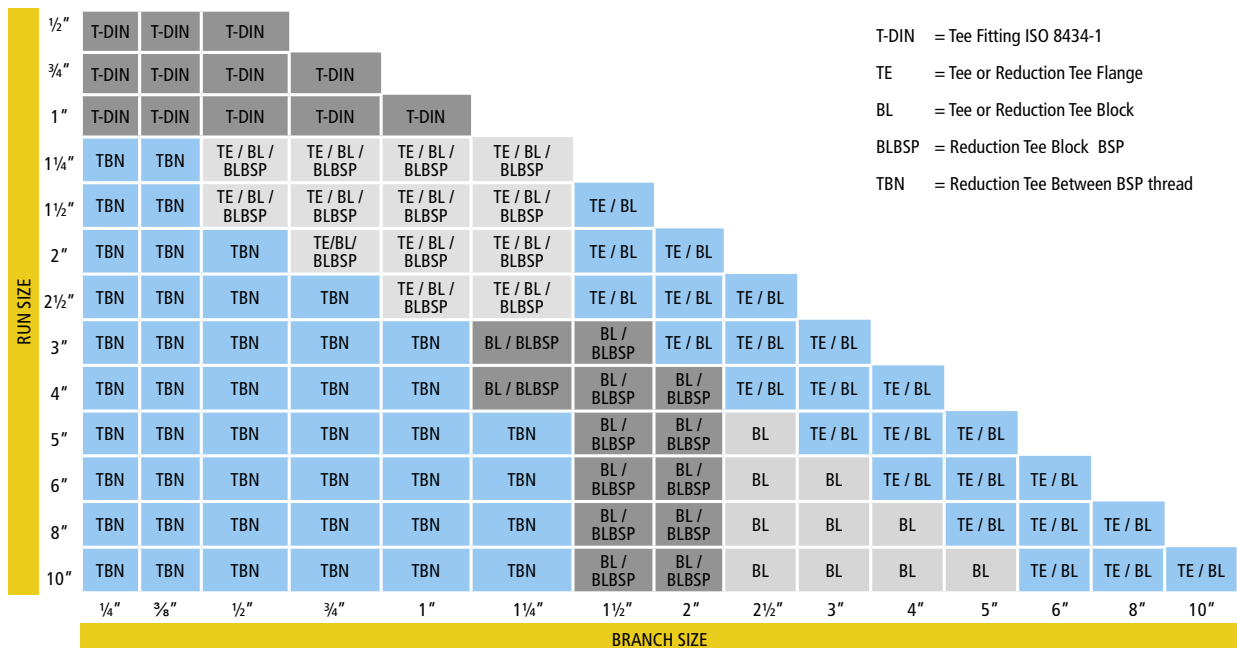 ½" T-DIN T-DIN T-DIN
¾" T-DIN T-DIN T-DIN T-DIN
1" T-DIN T-DIN T-DIN T-DIN T-DIN
1¼" TBN TBN TE / BL / BLBSP TE / BL / BLBSP TE / BL / BLBSP TE / BL / BLBSP
1½" TBN TBN TE / BL / BLBSP TE / BL / BLBSP TE / BL / BLBSP TE / BL / BLBSP TE / BL
2" TBN TBN TBN TE/BL/ BLBSP TE / BL / BLBSP TE / BL / BLBSP TE / BL TE / BL
2½" TBN TBN TBN TBN TE / BL / BLBSP TE / BL / BLBSP TE / BL TE / BL TE / BL
3" TBN TBN TBN TBN TBN BL / BLBSP BL / BLBSP TE / BL TE / BL TE / BL
4" TBN TBN TBN TBN TBN BL / BLBSP BL / BLBSP BL / BLBSP TE / BL TE / BL TE / BL
5" TBN TBN TBN TBN TBN TBN BL / BLBSP BL / BLBSP BL TE / BL TE / BL TE / BL
6" TBN TBN TBN TBN TBN TBN BL / BLBSP BL / BLBSP BL BL TE / BL TE / BL TE / BL
8" TBN TBN TBN TBN TBN TBN BL / BLBSP BL / BLBSP BL BL BL TE / BL TE / BL TE / BL
10" TBN TBN TBN TBN TBN TBN BL / BLBSP BL / BLBSP BL BL BL BL TE / BL TE / BL TE / BL
¼" ⅜" ½" ¾" 1" 1¼" 1½" 2" 2½" 3" 4" 5" 6" 8" 10"
RUN SIZE
BRANCH SIZE
T-DIN = Tee Fitting ISO 8434-1
TE = Tee or Reduction Tee Flange
BL = Tee or Reduction Tee Block
BLBSP = Reduction Tee Block BSP
TBN = Reduction Tee Between BSP thread